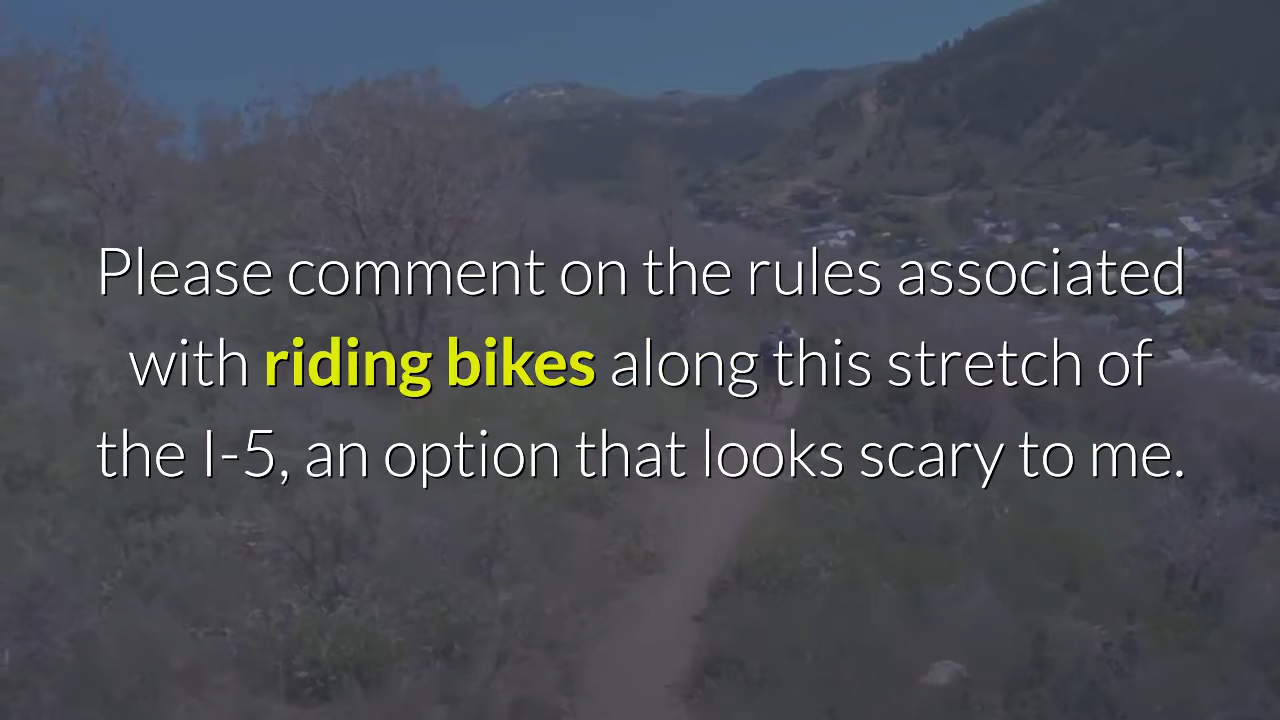 Please comment on the rules associated
with riding bikes along this stretch of
the I-5, an option that looks scary to me.